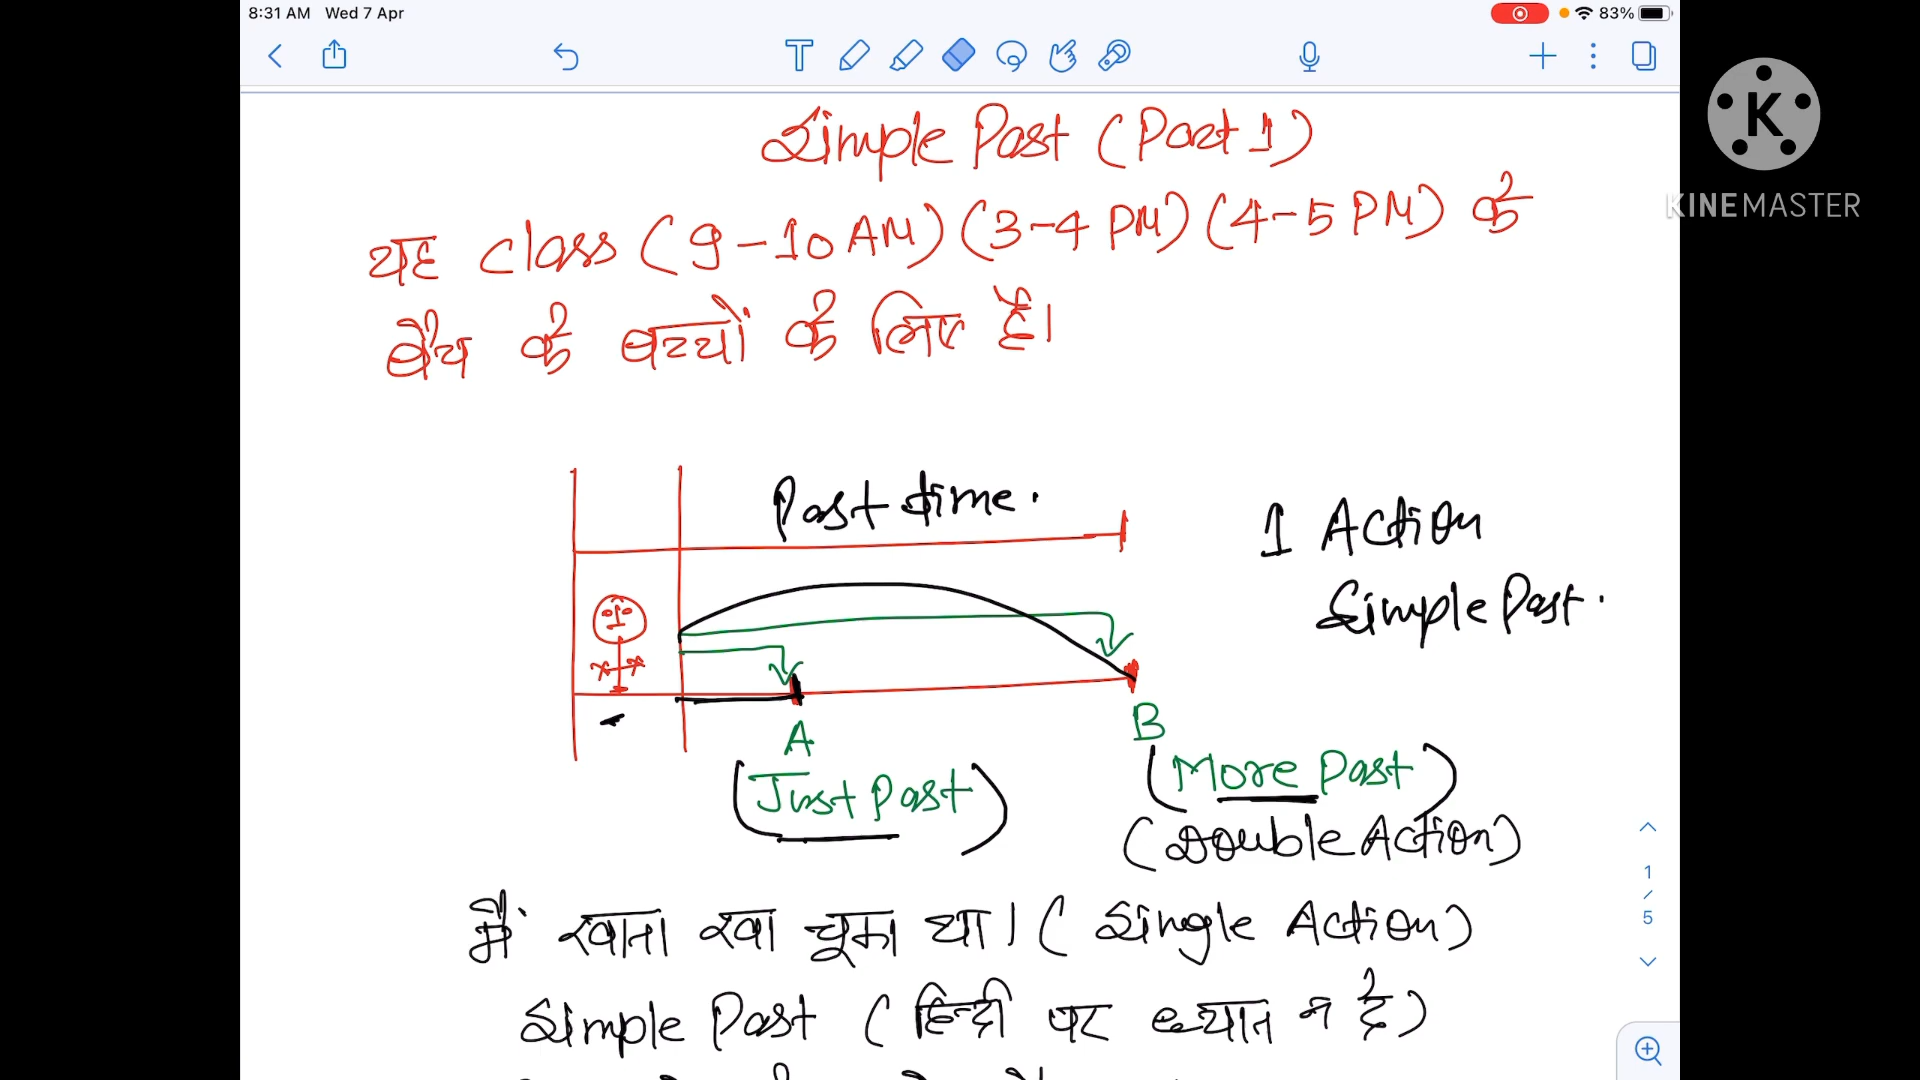 8:31 AM Wed 7 Apr
83%
K
KINEMASTER
Simple Past (Part 1)
यह class (9-10 AM) (3-4 PM) (4-5 PM) के
बैच के बच्चों के लिए है।
Past time.
1 Action
Simple Past.
A
B
(Just Past)
(More Past)
(Double Action)
1
5
मैं खाना खा चूका था। (Single Action)
Simple Past (हिन्दी पर ध्यान न दे)